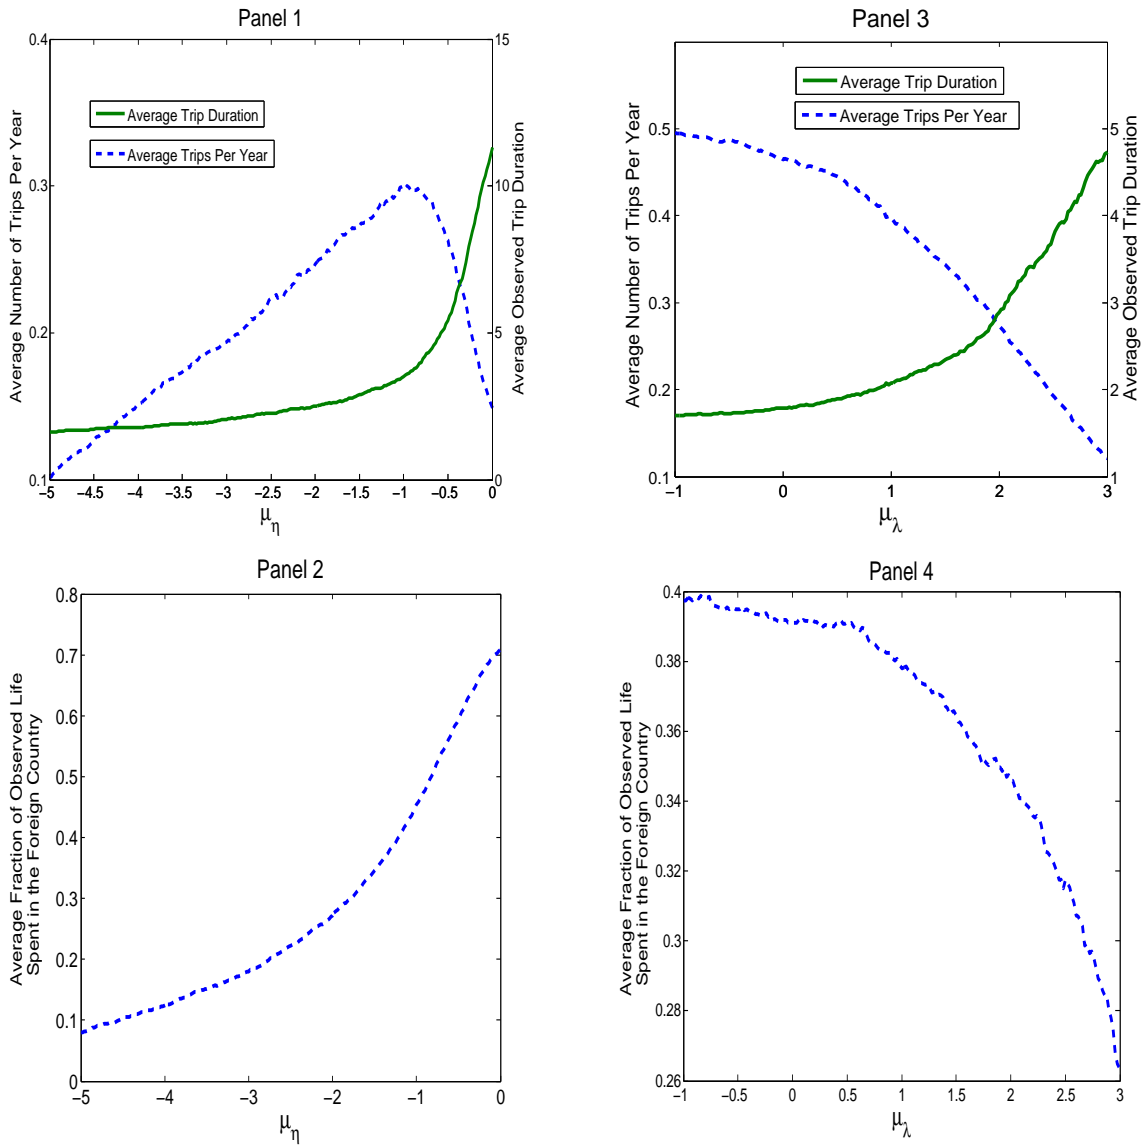 Panel 1
0.4
0.3
0.2
0.1
15
10
5
0
Average Number of Trips Per Year
Average Observed Trip Duration
Average Trip Duration
Average Trips Per Year
−5 −4.5 −4 −3.5 −3 −2.5 −2 −1.5 −1 −0.5 0
μη
Panel 3
0.5
0.4
0.3
0.2
0.1
5
4
3
2
1
Average Number of Trips Per Year
Average Observed Trip Duration
Average Trip Duration
Average Trips Per Year
−1 0 1 2 3
μλ
Panel 2
0.8
0.7
0.6
0.5
0.4
0.3
0.2
0.1
0
Average Fraction of Observed Life
Spent in the Foreign Country
−5 −4 −3 −2 −1 0
μη
Panel 4
0.4
0.38
0.36
0.34
0.32
0.3
0.28
0.26
Average Fraction of Observed Life
Spent in the Foreign Country
−1 −0.5 0 0.5 1 1.5 2 2.5 3
μλ